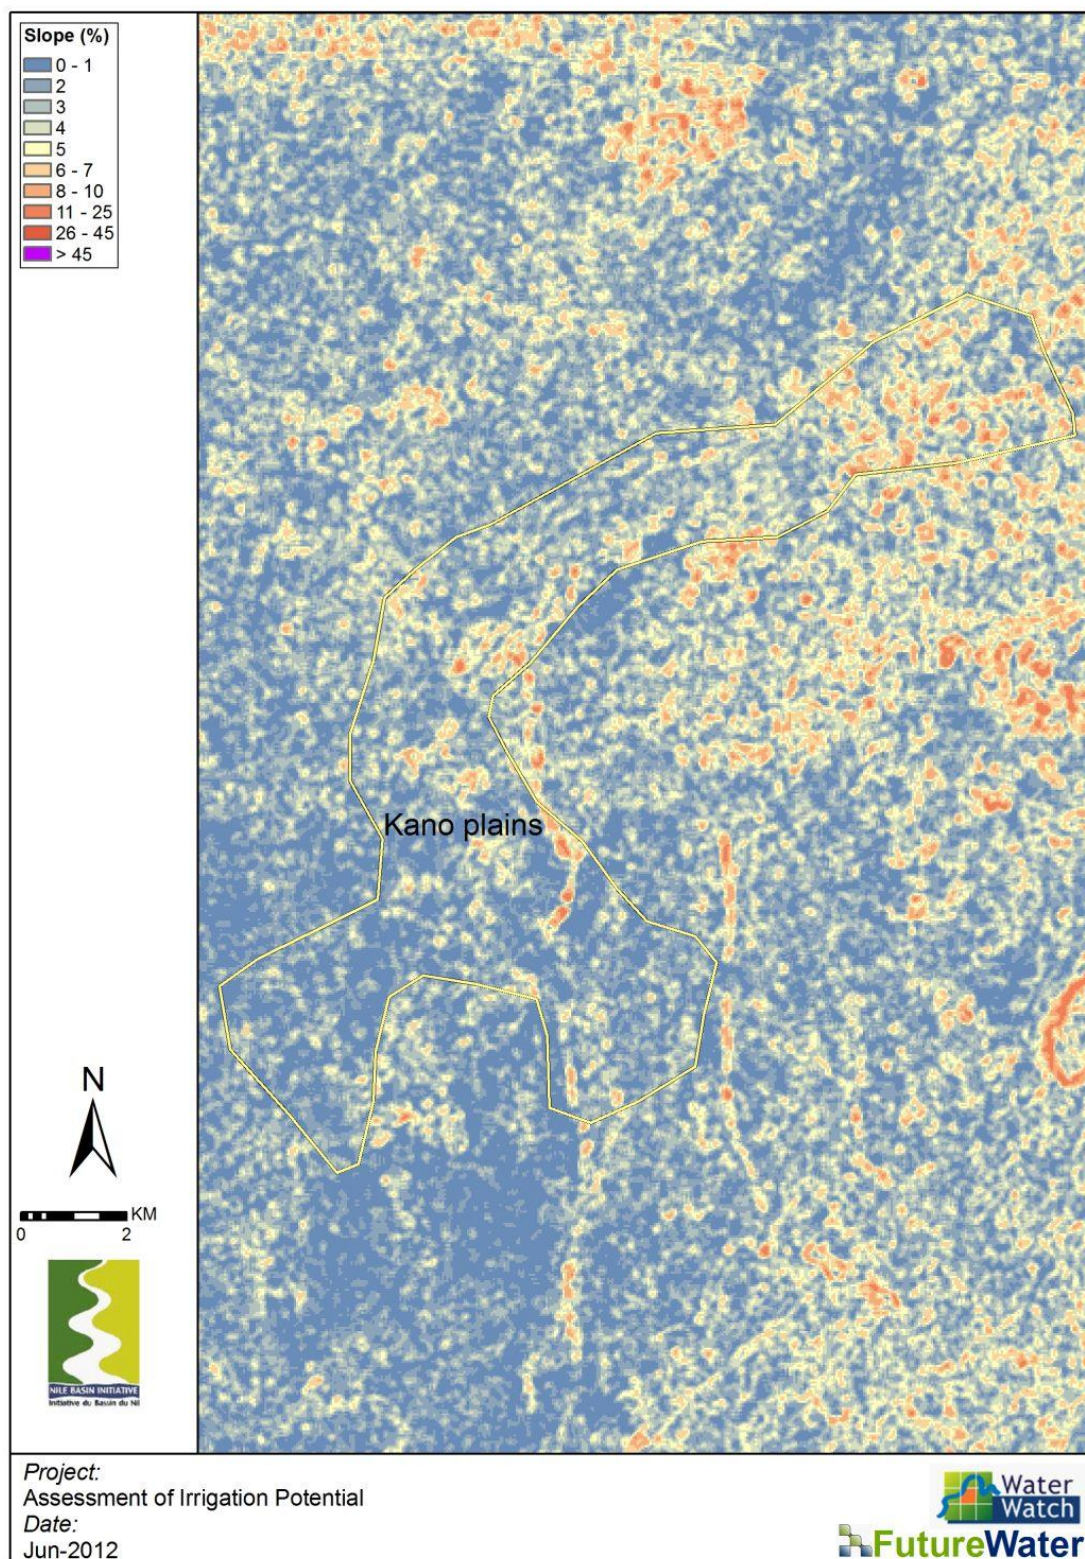 Slope (%)
0 - 1
2
3
4
5
6 - 7
8 - 10
11 - 25
26 - 45
> 45
Kano plains
N
KM
0 2
NILE BASIN INITIATIVE
Initiative du Bassin du Nil
Project:
Assessment of Irrigation Potential
Date:
Jun-2012
Water
Watch
FutureWater